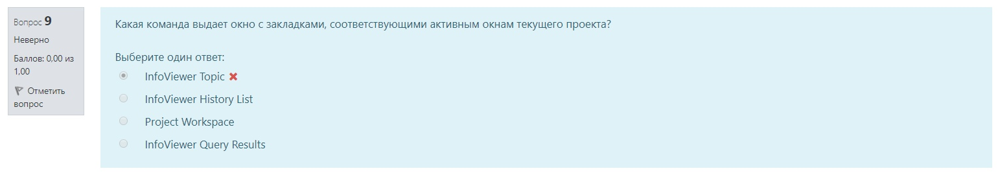 Вопрос 9
Неверно
Баллов: 0,00 из
1,00
Отметить
вопрос
Какая команда выдает окно с закладками, соответствующими активным окнам текущего проекта?
Выберите один ответ:
InfoViewer Topic
InfoViewer History List
Project Workspace
InfoViewer Query Results